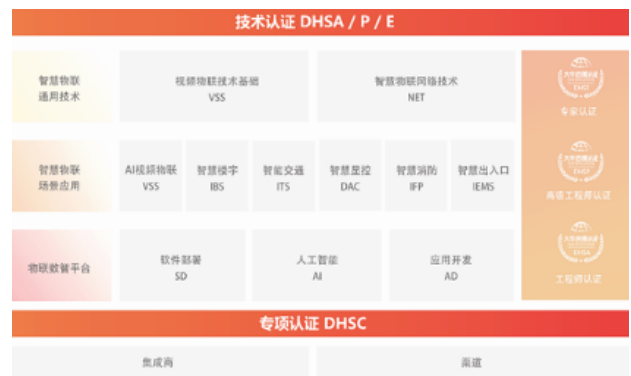 技术认证 DHSA / P / E
智慧物联
通用技术
视频物联技术基础
VSS
智慧物联网络技术
NET
专家认证
智慧物联
场景应用
AI视频物联
VSS
智慧楼宇
IBS
智能交通
ITS
智慧显控
DAC
智慧消防
IFP
智慧出入口
IEMS
高级工程师认证
物联数智平台
软件部署
SD
人工智能
AI
应用开发
AD
工程师认证
专项认证 DHSC
集成商
渠道